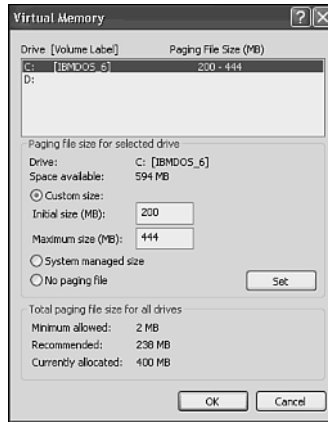 Virtual Memory
Drive [Volume Label] Paging File Size (MB)
C: [IBMDOS_6] 200 - 444
D:
Paging file size for selected drive
Drive: C: [IBMDOS_6]
Space available: 594 MB
Custom size:
Initial size (MB): 200
Maximum size (MB): 444
System managed size
No paging file
Set
Total paging file size for all drives
Minimum allowed: 2 MB
Recommended: 238 MB
Currently allocated: 400 MB
OK Cancel